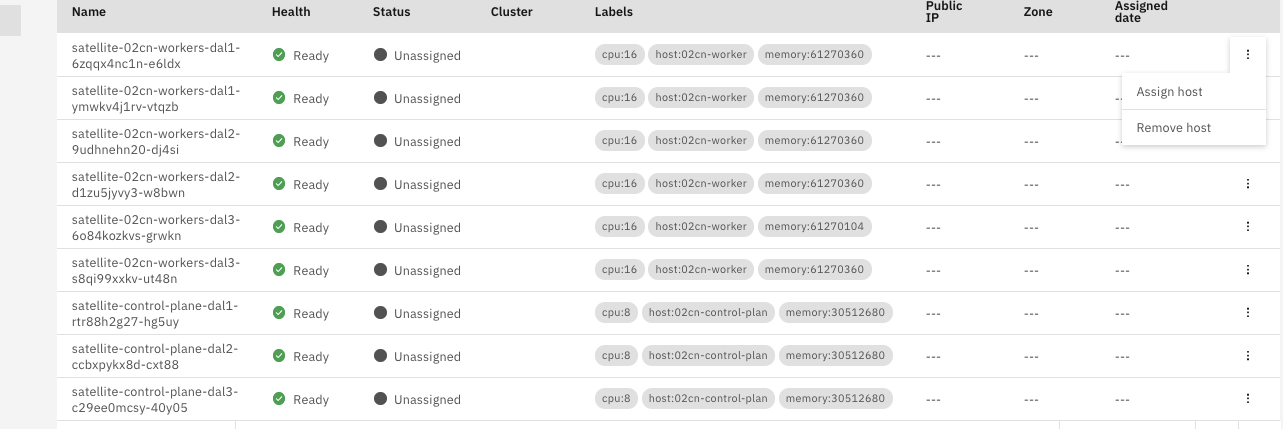 Name Health Status Cluster Labels Public IP Zone Assigned date
satellite-02cn-workers-dal1-
6zqqx4nc1n-e6ldx Ready Unassigned cpu:16 host:02cn-worker memory:61270360 --- --- ---
Assign host
Remove host
satellite-02cn-workers-dal1-
ymwkv4j1rv-vtqzb Ready Unassigned cpu:16 host:02cn-worker memory:61270360 --- ---
satellite-02cn-workers-dal2-
9udhnehn20-dj4si Ready Unassigned cpu:16 host:02cn-worker memory:61270360 --- --- ---
satellite-02cn-workers-dal2-
d1zu5jyvy3-w8bwn Ready Unassigned cpu:16 host:02cn-worker memory:61270360 --- --- ---
satellite-02cn-workers-dal3-
6o84kozkvs-grwkn Ready Unassigned cpu:16 host:02cn-worker memory:61270104 --- --- ---
satellite-02cn-workers-dal3-
s8qi99xxkv-ut48n Ready Unassigned cpu:16 host:02cn-worker memory:61270360 --- --- ---
satellite-control-plane-dal1-
rtr88h2g27-hg5uy Ready Unassigned cpu:8 host:02cn-control-plan memory:30512680 --- --- ---
satellite-control-plane-dal2-
ccbxpykx8d-cxt88 Ready Unassigned cpu:8 host:02cn-control-plan memory:30512680 --- --- ---
satellite-control-plane-dal3-
c29ee0mcsy-40y05 Ready Unassigned cpu:8 host:02cn-control-plan memory:30512680 --- --- ---